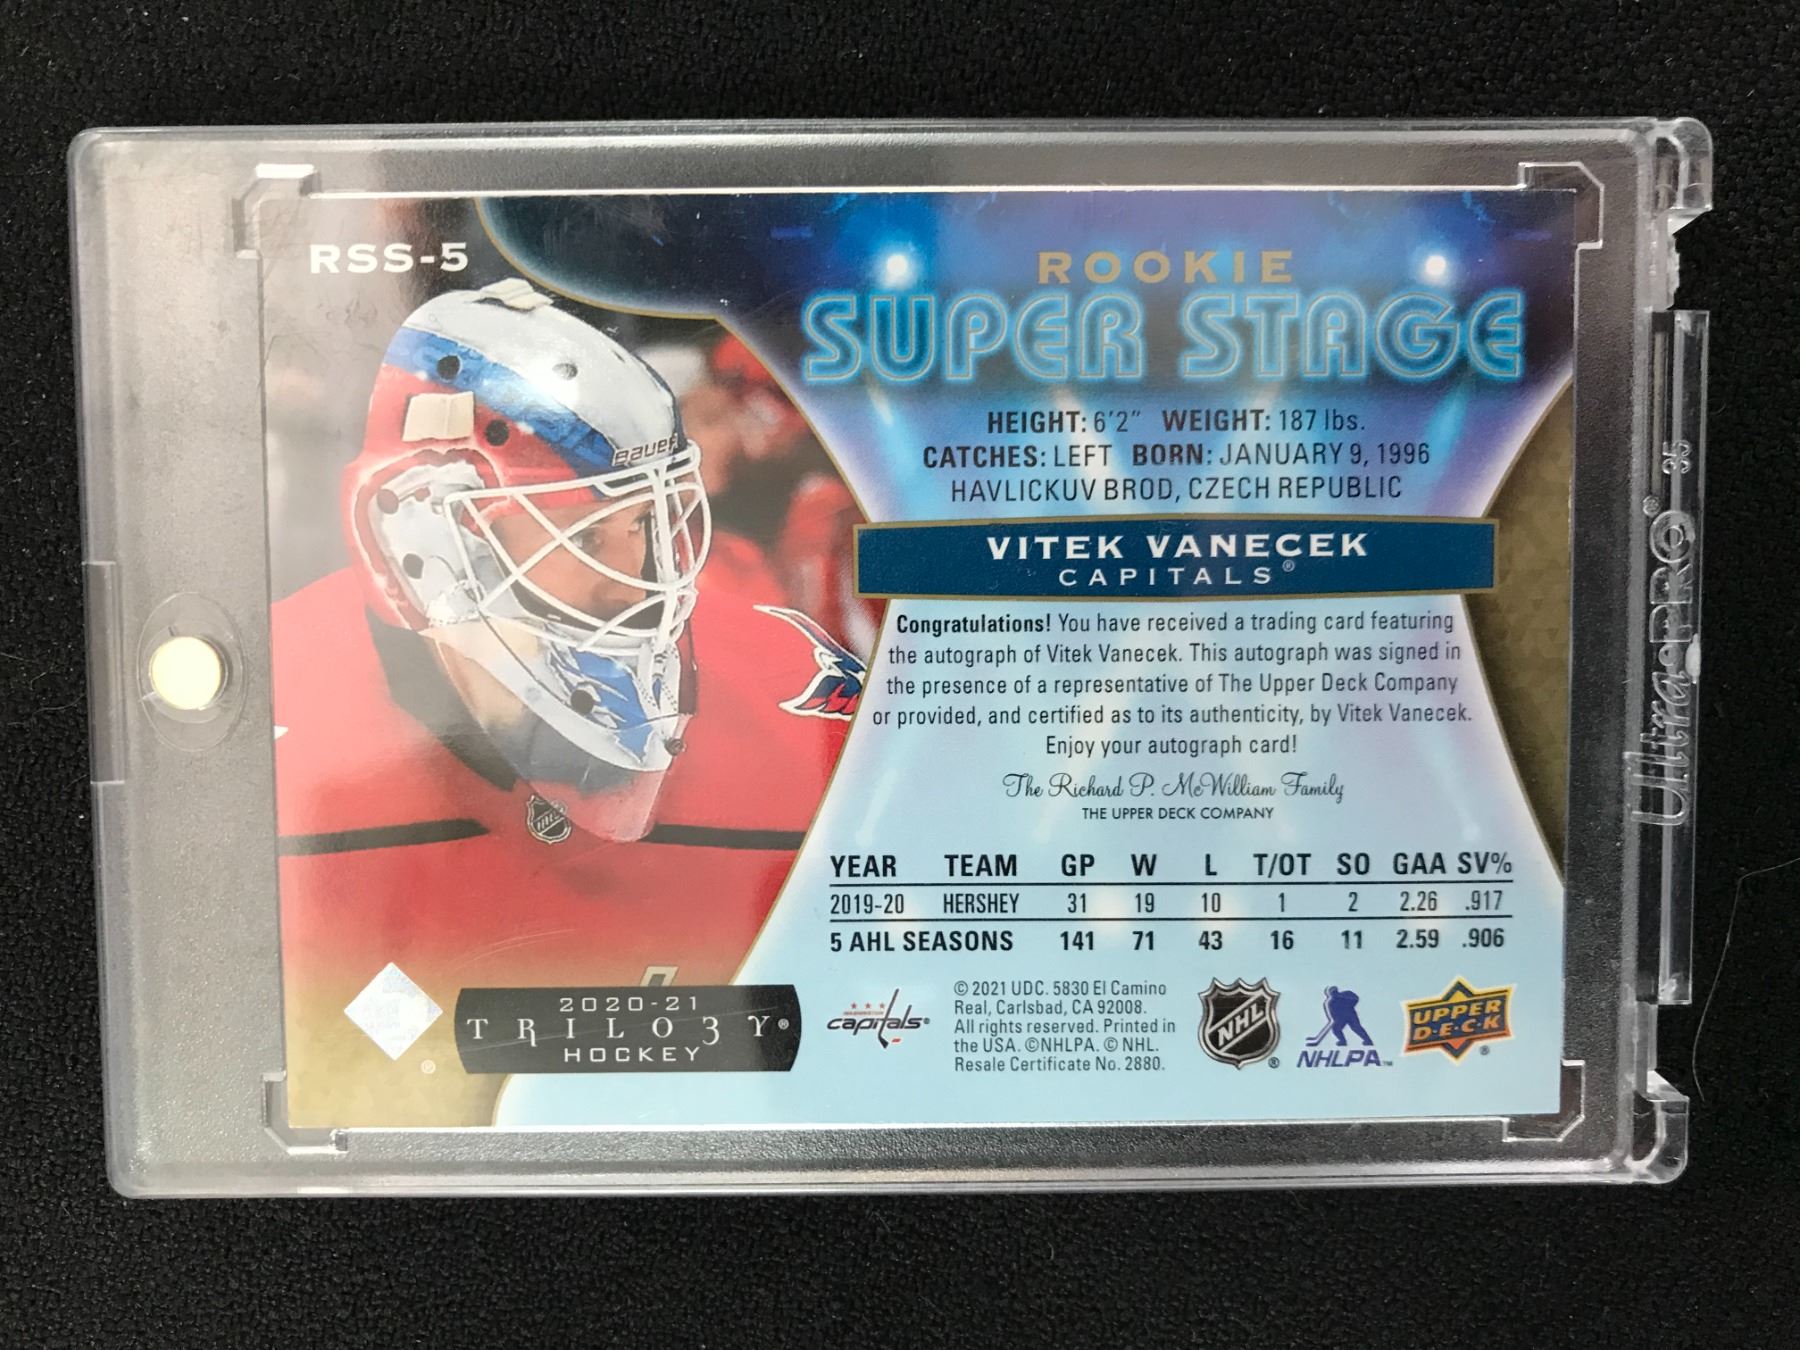 RSS-5
ROOKIE
SUPER STAGE
HEIGHT: 6'2" WEIGHT: 187 lbs.
CATCHES: LEFT BORN: JANUARY 9, 1996
HAVLICKUV BROD, CZECH REPUBLIC
VITEK VANECEK
CAPITALS®
Congratulations! You have received a trading card featuring
the autograph of Vitek Vanecek. This autograph was signed in
the presence of a representative of The Upper Deck Company
or provided, and certified as to its authenticity, by Vitek Vanecek.
Enjoy your autograph card!
The Richard P. McWilliam Family
THE UPPER DECK COMPANY
YEAR TEAM GP W L T/OT SO GAA SV%
2019-20 HERSHEY 31 19 10 1 2 2.26 .917
5 AHL SEASONS 141 71 43 16 11 2.59 .906
2020-21
TRILO3Y®
HOCKEY
WASHINGTON
capitals®
© 2021 UDC. 5830 El Camino
Real, Carlsbad, CA 92008.
All rights reserved. Printed in
the USA. ©NHLPA. © NHL.
Resale Certificate No. 2880.
NHL®
NHLPA™
UPPER
D·E·C·K®
BAUER
NHL
UltraPRO® 35